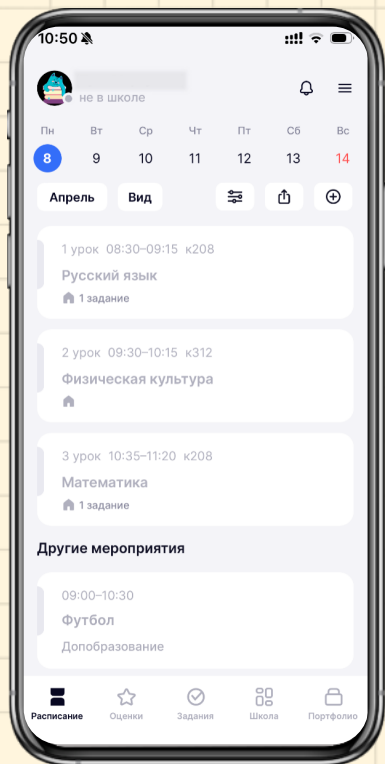 10:50
не в школе
Пн Вт Ср Чт Пт Сб Вс
8 9 10 11 12 13 14
Апрель Вид
1 урок 08:30–09:15 к208
Русский язык
1 задание
2 урок 09:30–10:15 к312
Физическая культура
3 урок 10:35–11:20 к208
Математика
1 задание
Другие мероприятия
09:00–10:30
Футбол
Допобразование
Расписание Оценки Задания Школа Портфолио